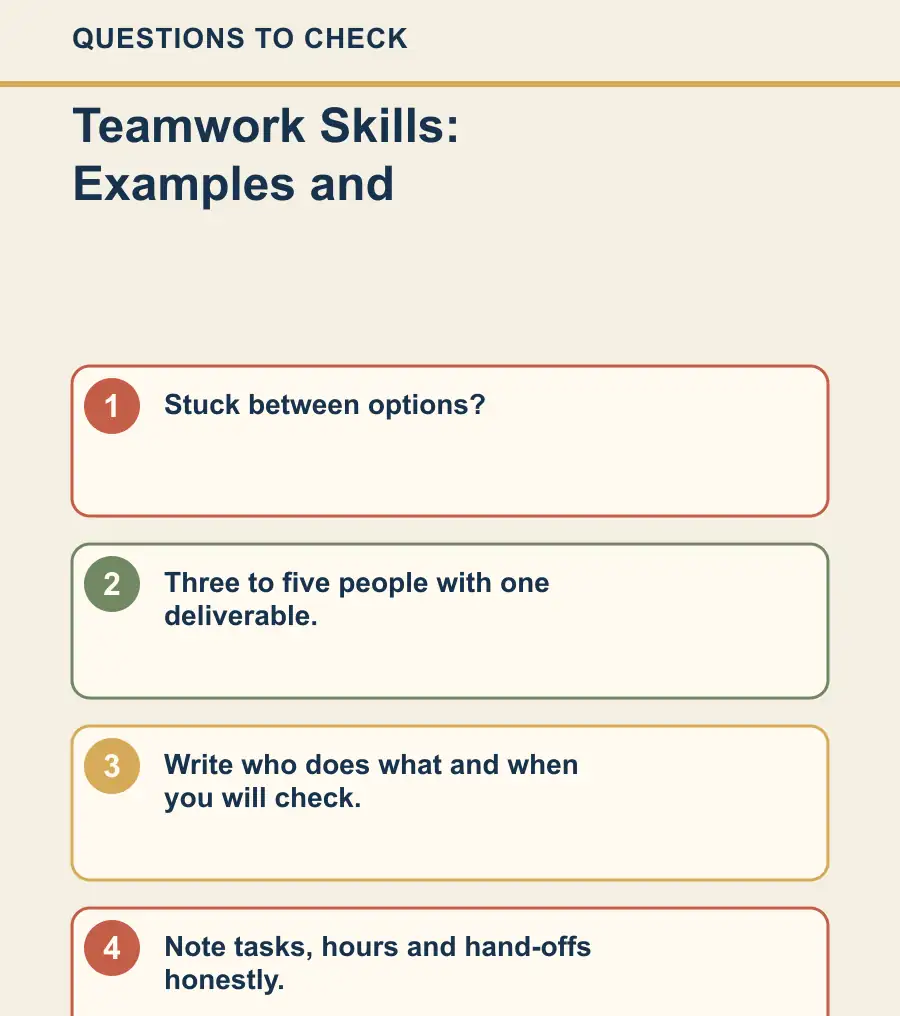 QUESTIONS TO CHECK
Teamwork Skills:
Examples and
1
Stuck between options?
2
Three to five people with one
deliverable.
3
Write who does what and when
you will check.
4
Note tasks, hours and hand-offs
honestly.